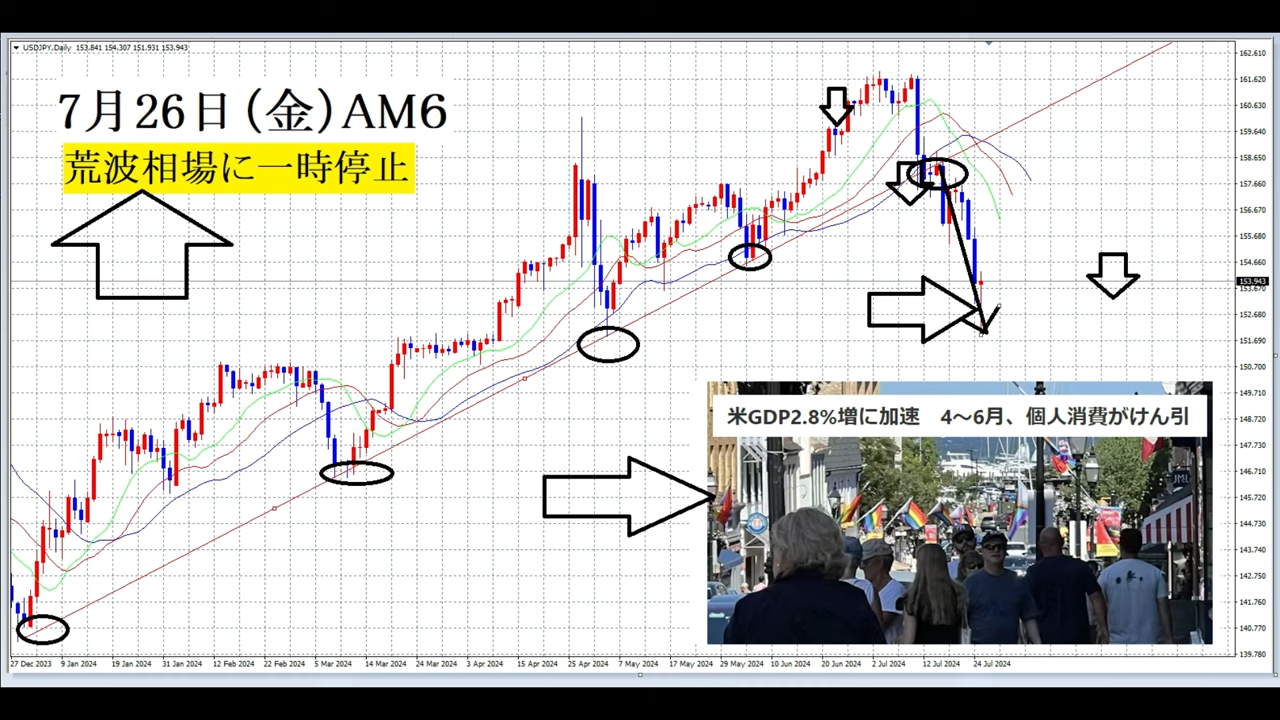 USDJPY,Daily 153.841 154.307 151.931 153.943
7月26日(金)AM6
荒波相場に一時停止
米GDP2.8%増に加速　4〜6月、個人消費がけん引
JML
162.610
161.620
160.630
159.640
158.650
157.660
156.670
155.680
154.660
153.943
153.670
152.680
151.690
150.700
149.710
148.720
147.730
146.710
145.720
144.730
143.740
142.750
141.760
140.770
139.780
27 Dec 2023
9 Jan 2024
19 Jan 2024
31 Jan 2024
12 Feb 2024
22 Feb 2024
5 Mar 2024
14 Mar 2024
24 Mar 2024
3 Apr 2024
15 Apr 2024
25 Apr 2024
7 May 2024
17 May 2024
29 May 2024
10 Jun 2024
20 Jun 2024
2 Jul 2024
12 Jul 2024
24 Jul 2024